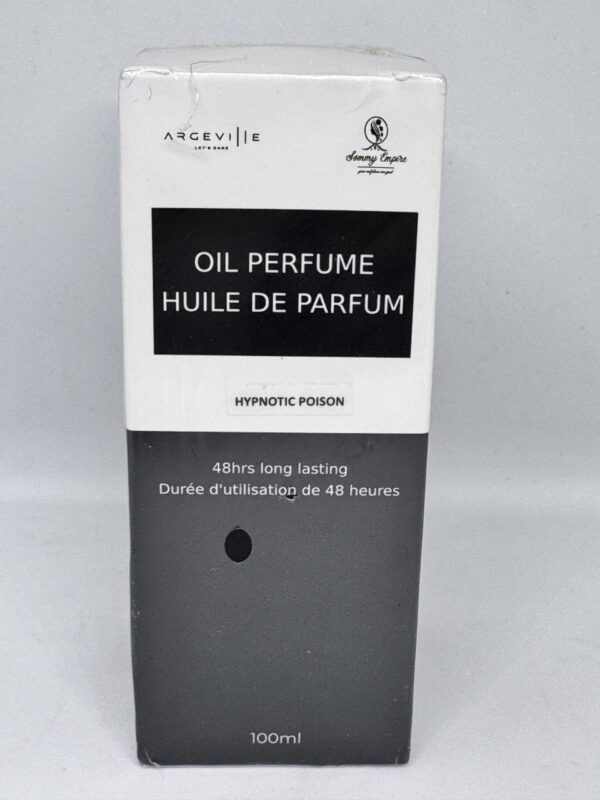 ARGEVILLE
LET'S DARE
Sommy Empire
OIL PERFUME
HUILE DE PARFUM
HYPNOTIC POISON
48hrs long lasting
Durée d'utilisation de 48 heures
100ml